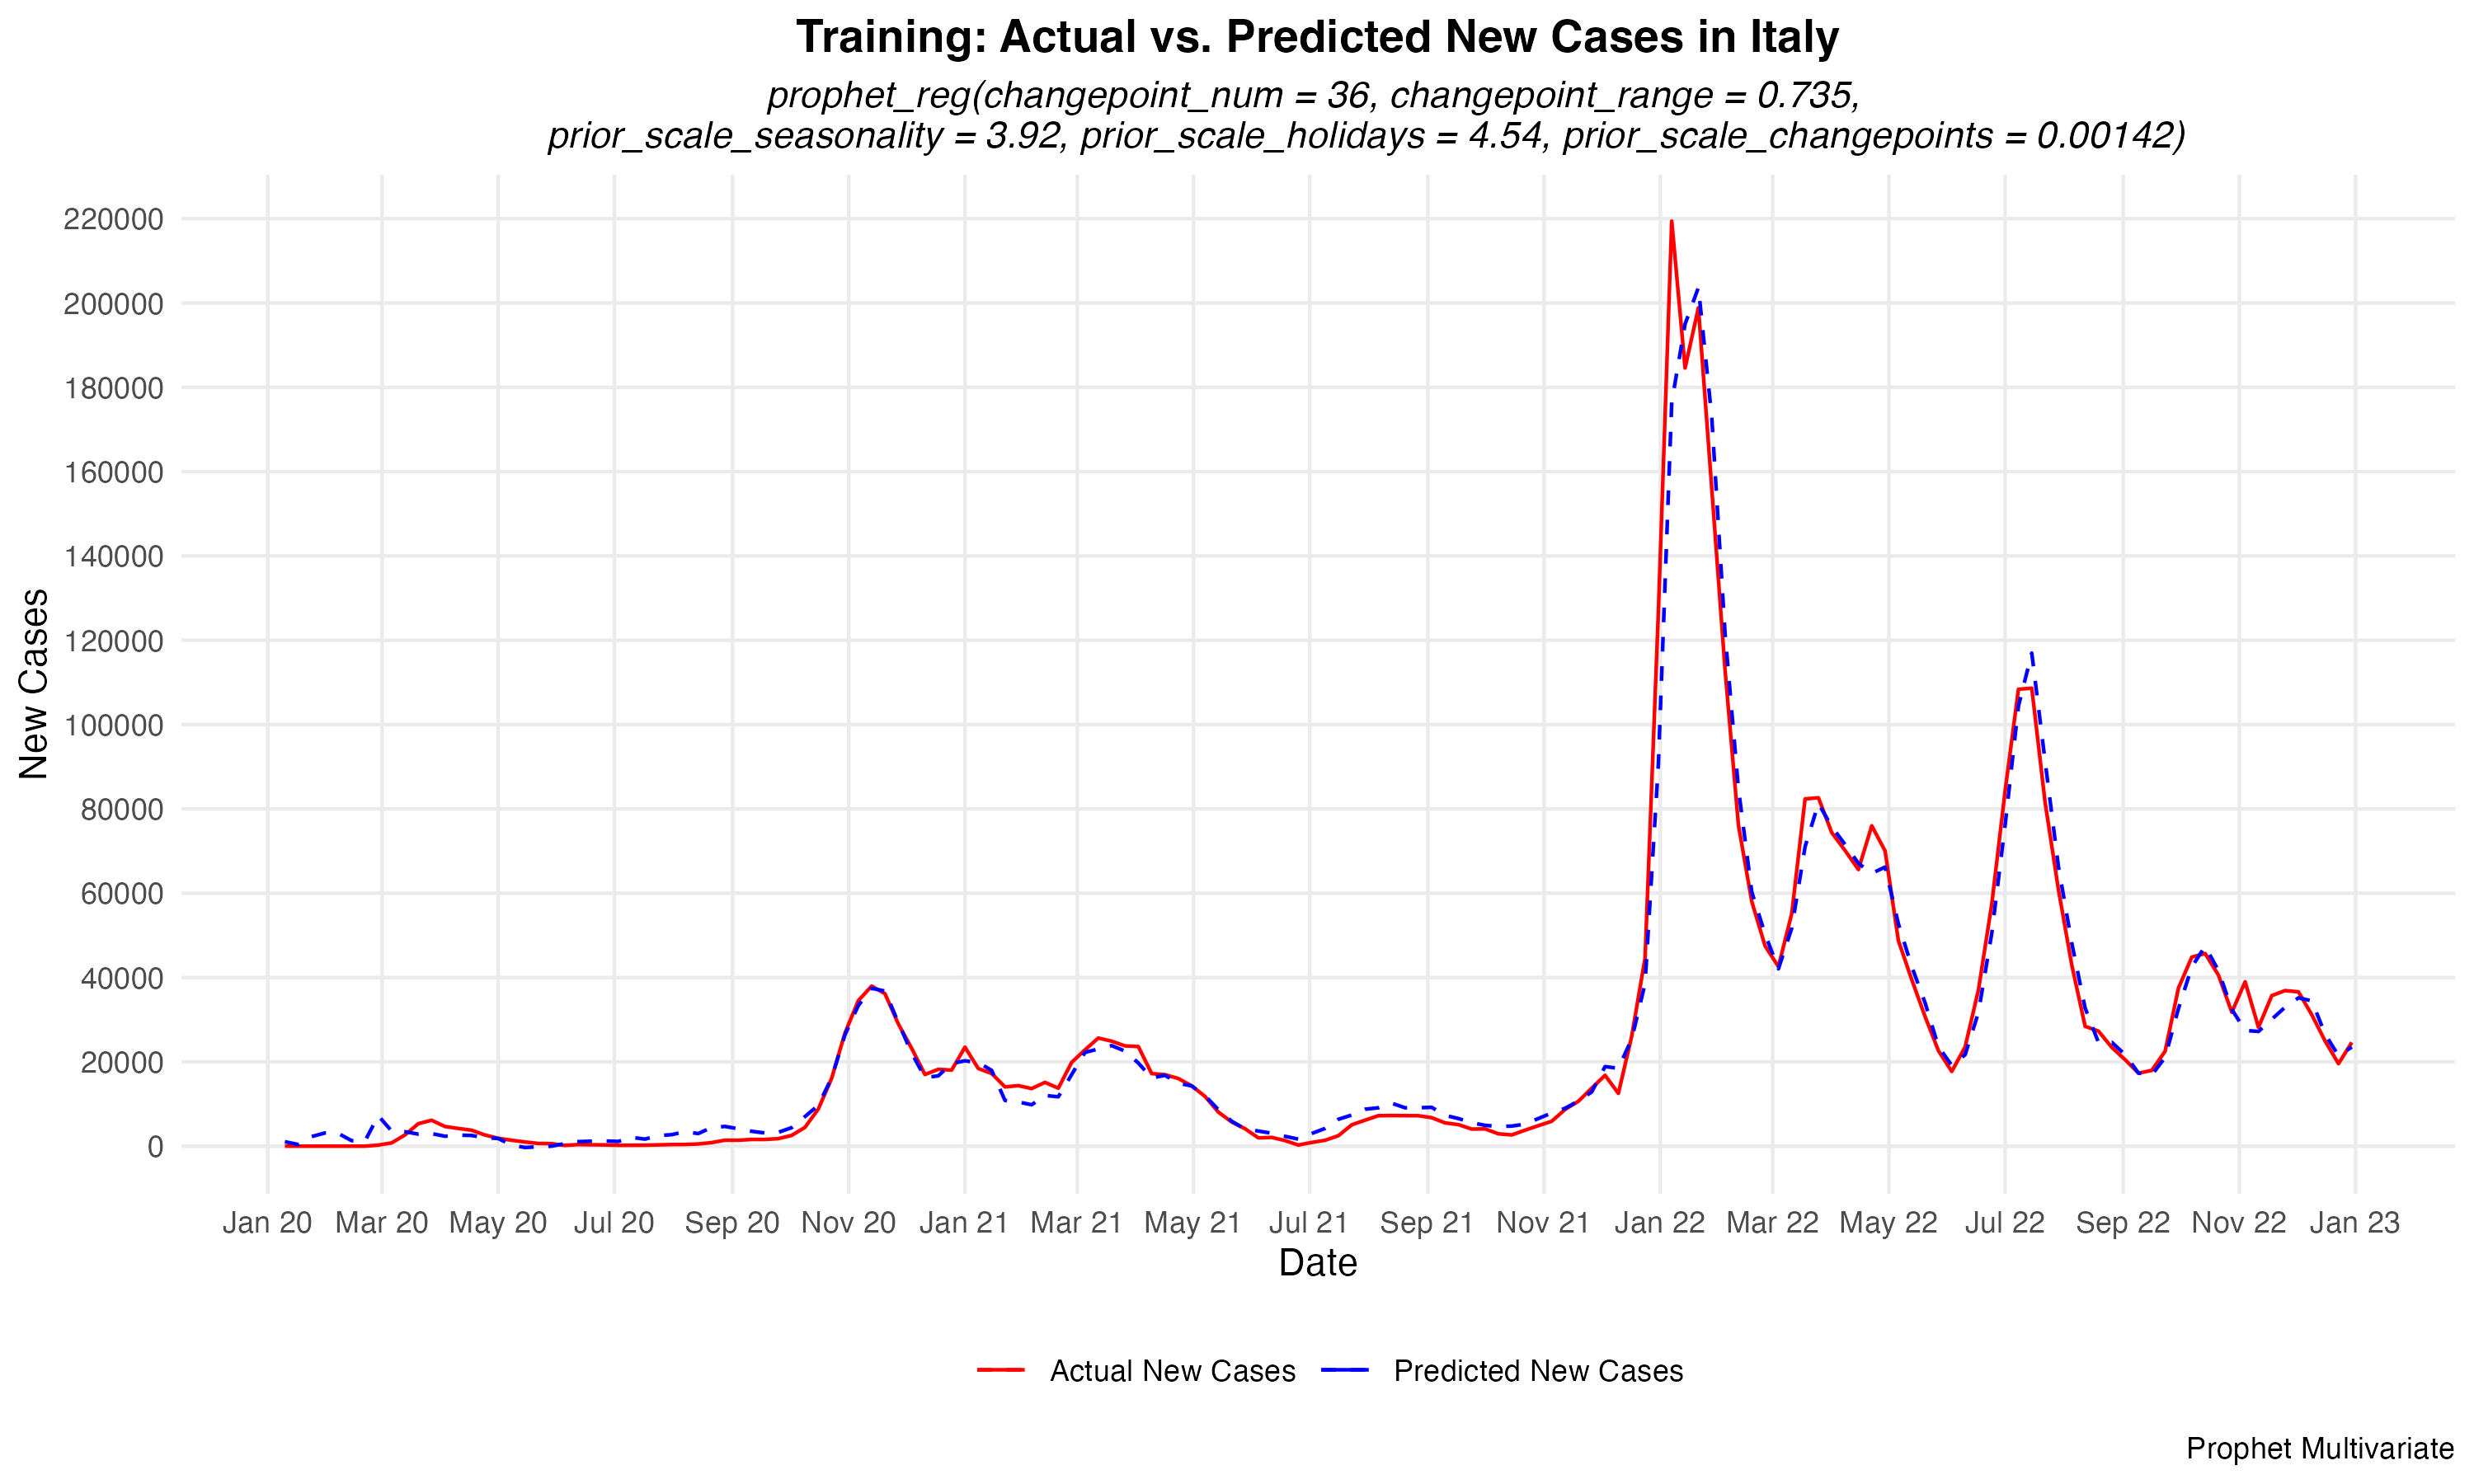 Training: Actual vs. Predicted New Cases in Italy
prophet_reg(changepoint_num = 36, changepoint_range = 0.735,
prior_scale_seasonality = 3.92, prior_scale_holidays = 4.54, prior_scale_changepoints = 0.00142)
220000
200000
180000
160000
140000
120000
100000
80000
60000
40000
20000
0
New Cases
Jan 20 Mar 20 May 20 Jul 20 Sep 20 Nov 20 Jan 21 Mar 21 May 21 Jul 21 Sep 21 Nov 21 Jan 22 Mar 22 May 22 Jul 22 Sep 22 Nov 22 Jan 23
Date
Actual New Cases Predicted New Cases
Prophet Multivariate